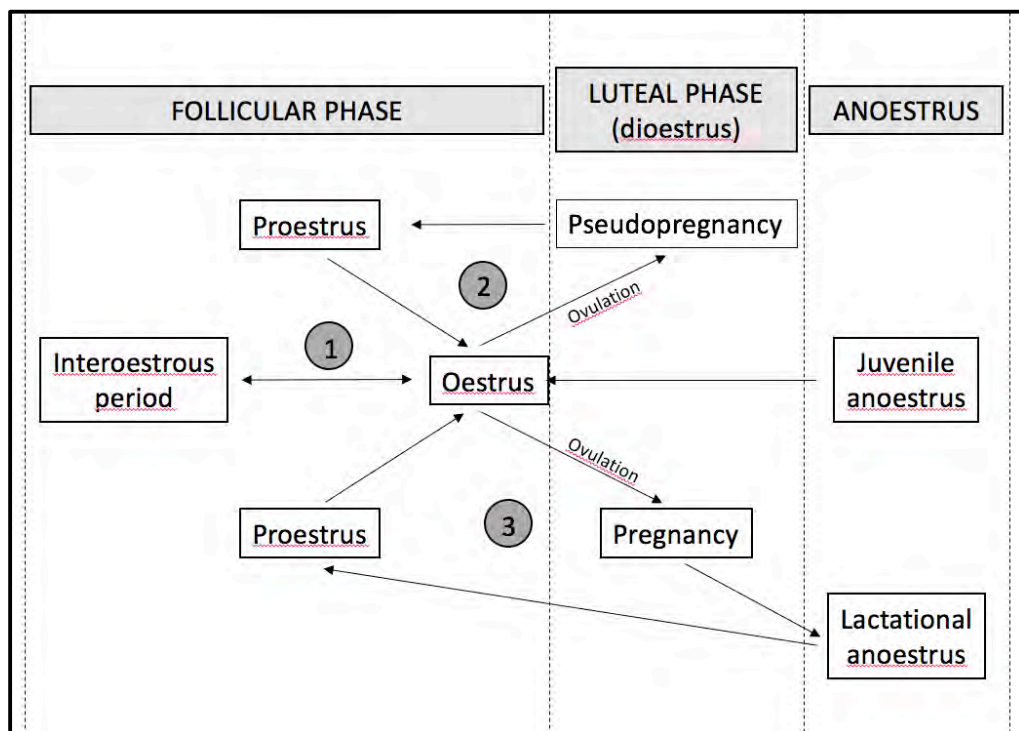 FOLLICULAR PHASE
LUTEAL PHASE
(dioestrus)
ANOESTRUS
Proestrus
Pseudopregnancy
2
Ovulation
1
Interoestrous
period
Oestrus
Juvenile
anoestrus
Ovulation
Proestrus
3
Pregnancy
Lactational
anoestrus